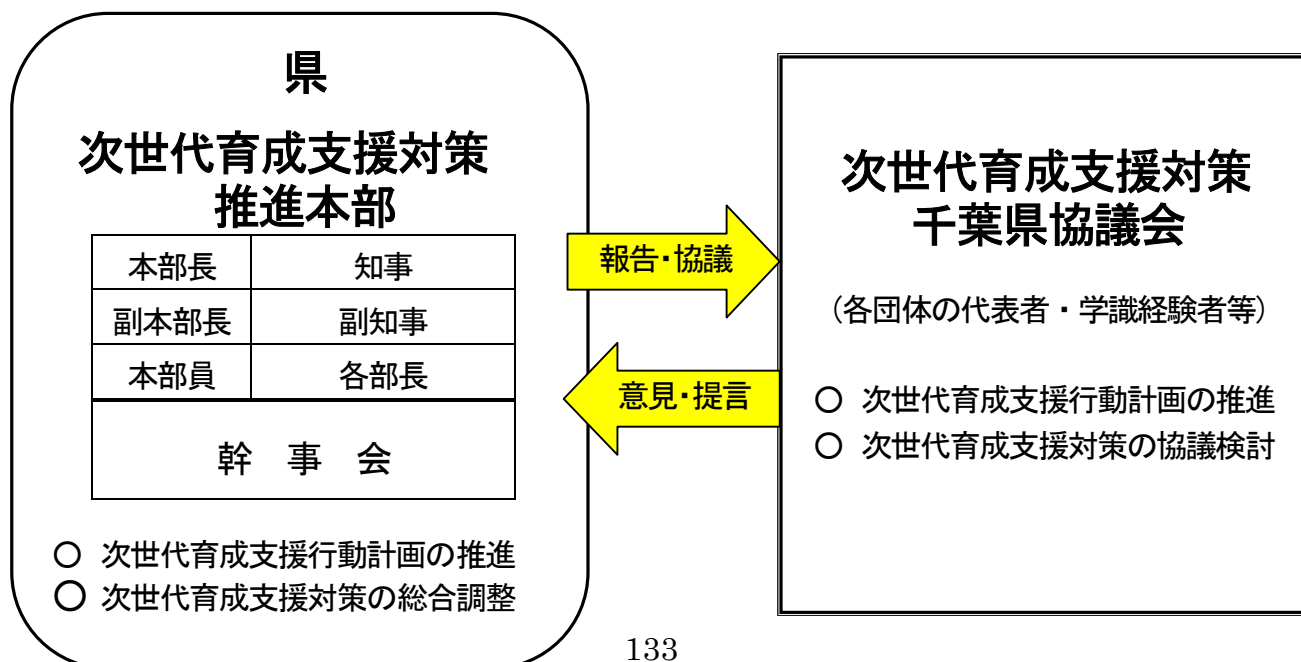 県
次世代育成支援対策
推進本部
本部長 知事
副本部長 副知事
本部員 各部長
幹 事 会
○ 次世代育成支援行動計画の推進
○ 次世代育成支援対策の総合調整
報告・協議
意見・提言
次世代育成支援対策
千葉県協議会
（各団体の代表者・学識経験者等）
○ 次世代育成支援行動計画の推進
○ 次世代育成支援対策の協議検討
133